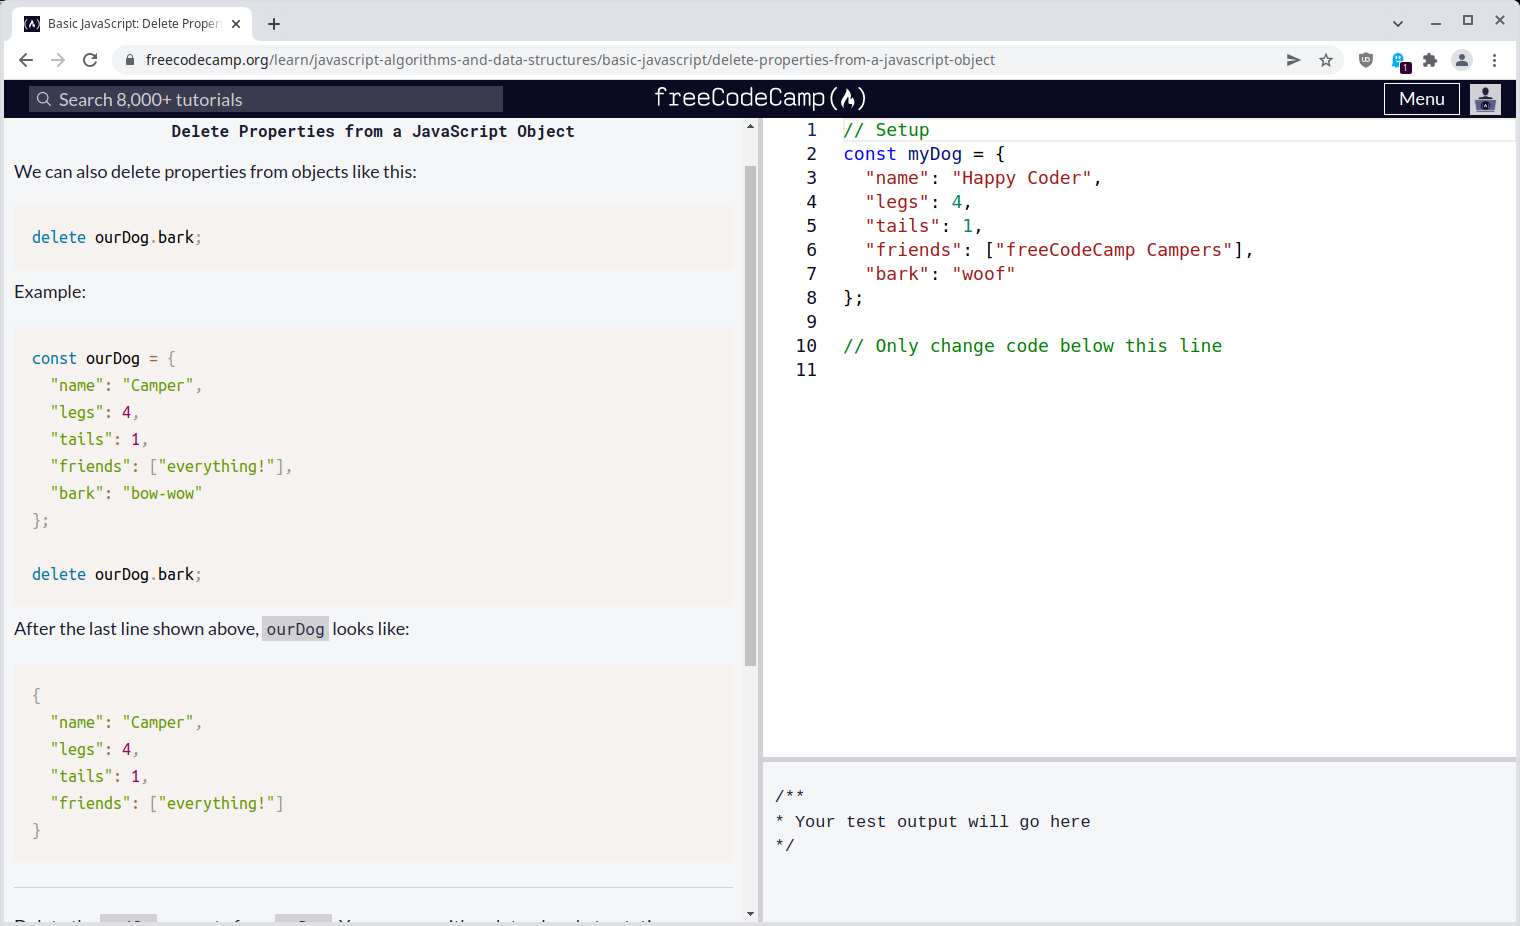 Basic JavaScript: Delete Proper
freecodecamp.org/learn/javascript-algorithms-and-data-structures/basic-javascript/delete-properties-from-a-javascript-object
1
Search 8,000+ tutorials
freeCodeCamp(🔥)
Menu
Delete Properties from a JavaScript Object
We can also delete properties from objects like this:
delete ourDog.bark;
Example:
const ourDog = {
  "name": "Camper",
  "legs": 4,
  "tails": 1,
  "friends": ["everything!"],
  "bark": "bow-wow"
};
delete ourDog.bark;
After the last line shown above, ourDog looks like:
{
  "name": "Camper",
  "legs": 4,
  "tails": 1,
  "friends": ["everything!"]
}
1 // Setup
2 const myDog = {
3   "name": "Happy Coder",
4   "legs": 4,
5   "tails": 1,
6   "friends": ["freeCodeCamp Campers"],
7   "bark": "woof"
8 };
9
10 // Only change code below this line
11
/**
* Your test output will go here
*/